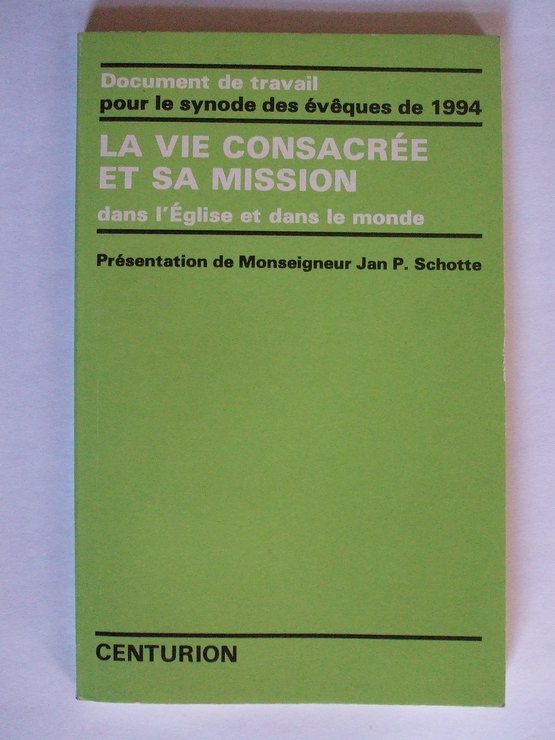 Document de travail
pour le synode des évêques de 1994
LA VIE CONSACRÉE
ET SA MISSION
dans l'Église et dans le monde
Présentation de Monseigneur Jan P. Schotte
CENTURION